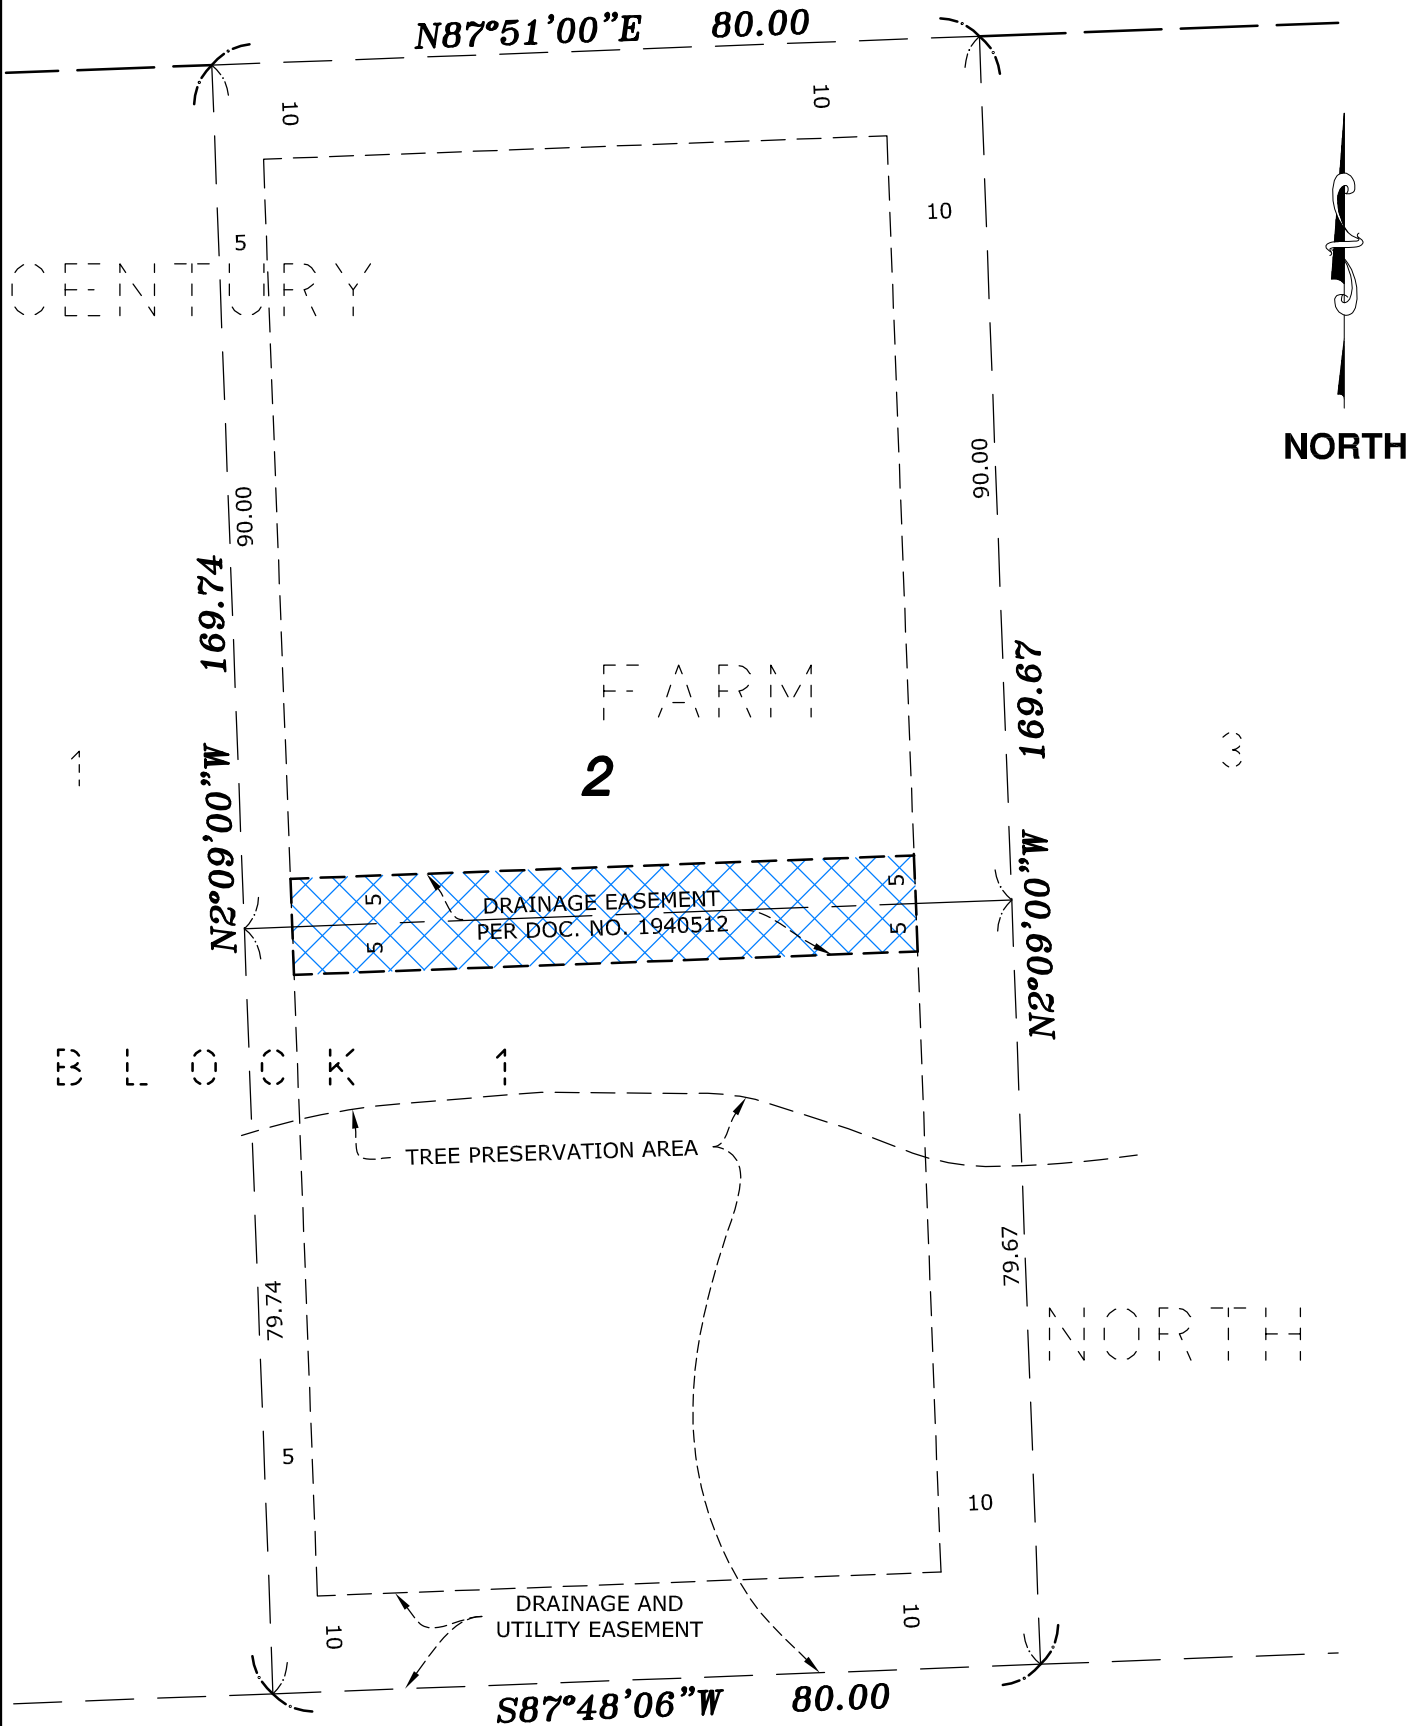 N87°51'00"E 80.00
10
10
10
5
CENTURY
NORTH
90.00
90.00
169.74
169.67
FARM
1
2
3
N2°09'00"W
N2°09'00"W
5
5
DRAINAGE EASEMENT
PER DOC. NO. 1940512
5
5
BLOCK 1
TREE PRESERVATION AREA
79.67
79.74
NORTH
5
10
DRAINAGE AND
UTILITY EASEMENT
10
10
S87°48'06"W 80.00